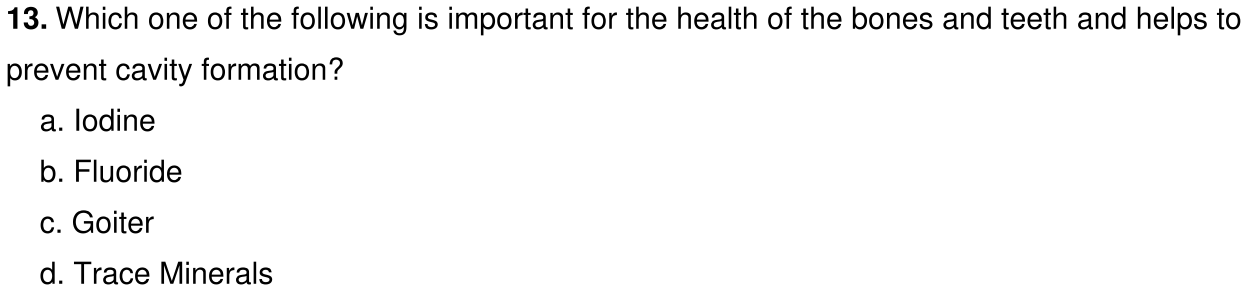 13. Which one of the following is important for the health of the bones and teeth and helps to
prevent cavity formation?
a. Iodine
b. Fluoride
c. Goiter
d. Trace Minerals